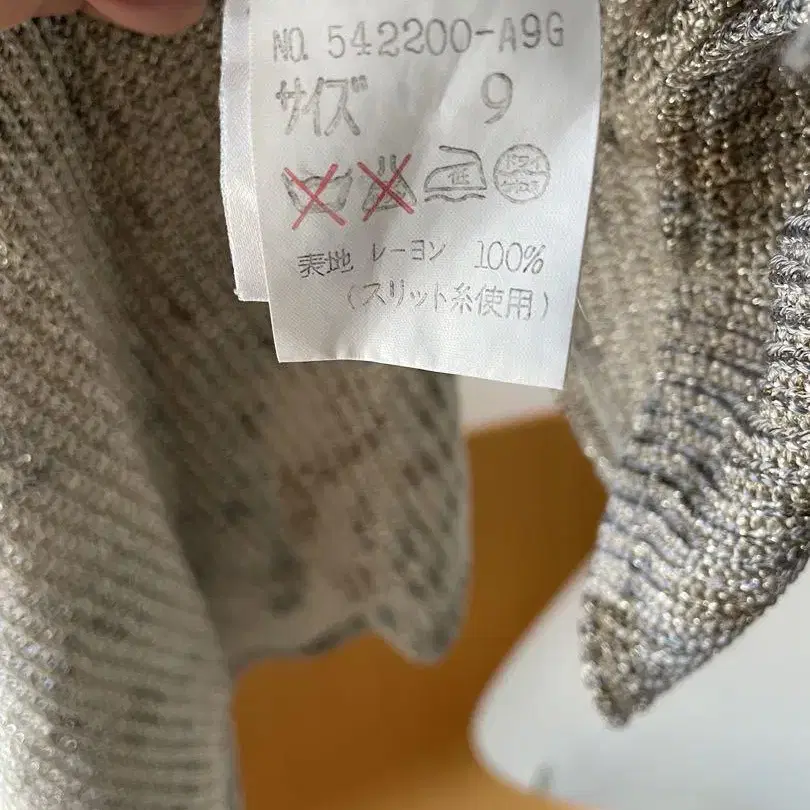 NO. 542200-A9G
サイズ 9
低 ドライ
表地 レーヨン 100%
(スリット糸使用)